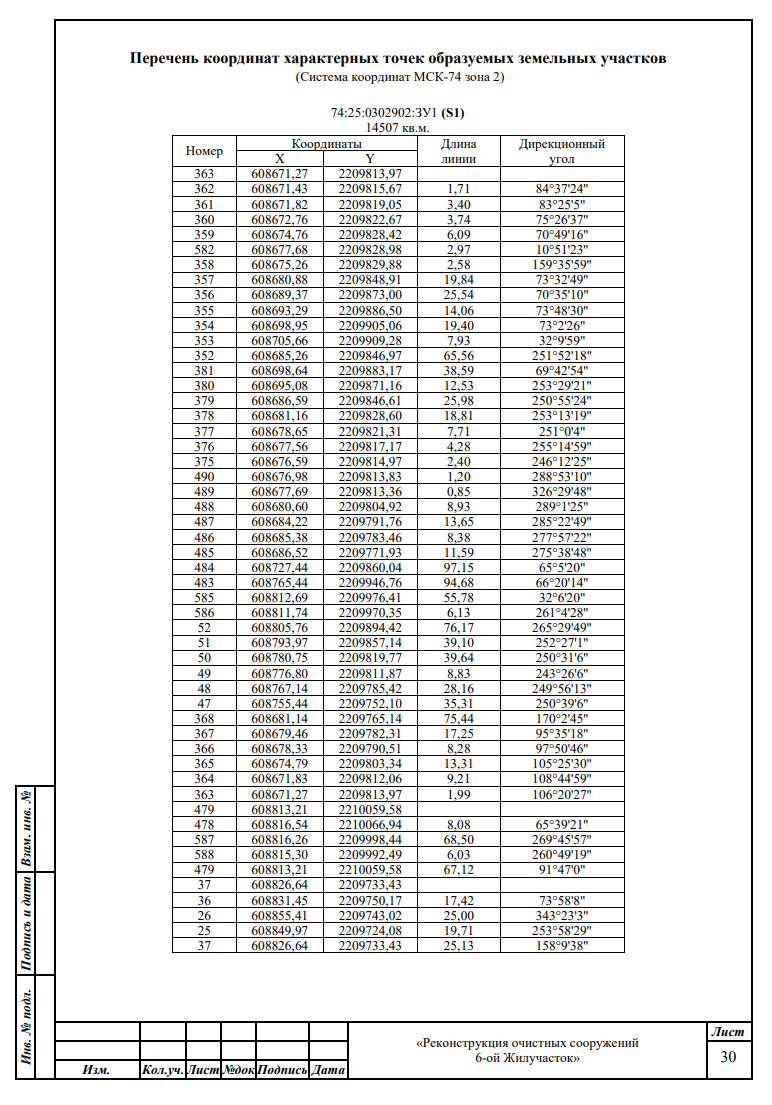 Перечень координат характерных точек образуемых земельных участков
(Система координат МСК-74 зона 2)
74:25:0302902:ЗУ1 (S1)
14507 кв.м.
Номер Координаты Длина линии Дирекционный угол
X Y
363 608671,27 2209813,97
362 608671,43 2209815,67 1,71 84°37'24"
361 608671,82 2209819,05 3,40 83°25'5"
360 608672,76 2209822,67 3,74 75°26'37"
359 608674,76 2209828,42 6,09 70°49'16"
582 608677,68 2209828,98 2,97 10°51'23"
358 608675,26 2209829,88 2,58 159°35'59"
357 608680,88 2209848,91 19,84 73°32'49"
356 608689,37 2209873,00 25,54 70°35'10"
355 608693,29 2209886,50 14,06 73°48'30"
354 608698,95 2209905,06 19,40 73°2'26"
353 608705,66 2209909,28 7,93 32°9'59"
352 608685,26 2209846,97 65,56 251°52'18"
381 608698,64 2209883,17 38,59 69°42'54"
380 608695,08 2209871,16 12,53 253°29'21"
379 608686,59 2209846,61 25,98 250°55'24"
378 608681,16 2209828,60 18,81 253°13'19"
377 608678,65 2209821,31 7,71 251°0'4"
376 608677,56 2209817,17 4,28 255°14'59"
375 608676,59 2209814,97 2,40 246°12'25"
490 608676,98 2209813,83 1,20 288°53'10"
489 608677,69 2209813,36 0,85 326°29'48"
488 608680,60 2209804,92 8,93 289°1'25"
487 608684,22 2209791,76 13,65 285°22'49"
486 608685,38 2209783,46 8,38 277°57'22"
485 608686,52 2209771,93 11,59 275°38'48"
484 608727,44 2209860,04 97,15 65°5'20"
483 608765,44 2209946,76 94,68 66°20'14"
585 608812,69 2209976,41 55,78 32°6'20"
586 608811,74 2209970,35 6,13 261°4'28"
52 608805,76 2209894,42 76,17 265°29'49"
51 608793,97 2209857,14 39,10 252°27'1"
50 608780,75 2209819,77 39,64 250°31'6"
49 608776,80 2209811,87 8,83 243°26'6"
48 608767,14 2209785,42 28,16 249°56'13"
47 608755,44 2209752,10 35,31 250°39'6"
368 608681,14 2209765,14 75,44 170°2'45"
367 608679,46 2209782,31 17,25 95°35'18"
366 608678,33 2209790,51 8,28 97°50'46"
365 608674,79 2209803,34 13,31 105°25'30"
364 608671,83 2209812,06 9,21 108°44'59"
363 608671,27 2209813,97 1,99 106°20'27"
479 608813,21 2210059,58
478 608816,54 2210066,94 8,08 65°39'21"
587 608816,26 2209998,44 68,50 269°45'57"
588 608815,30 2209992,49 6,03 260°49'19"
479 608813,21 2210059,58 67,12 91°47'0"
37 608826,64 2209733,43
36 608831,45 2209750,17 17,42 73°58'8"
26 608855,41 2209743,02 25,00 343°23'3"
25 608849,97 2209724,08 19,71 253°58'29"
37 608826,64 2209733,43 25,13 158°9'38"
Взам. инв. №
Подпись и дата
Инв. № подл.
Изм. Кол.уч. Лист №док Подпись Дата
«Реконструкция очистных сооружений
6-ой Жилучасток»
Лист
30